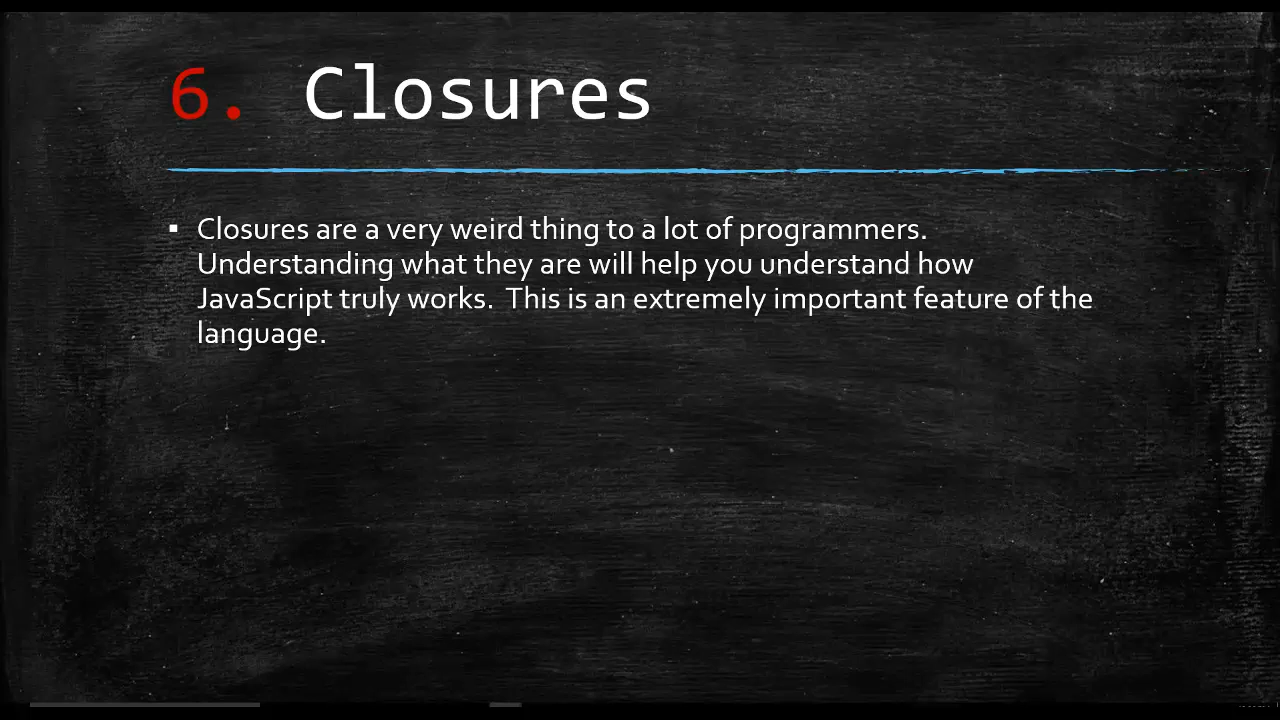 6. Closures
▪ Closures are a very weird thing to a lot of programmers.
Understanding what they are will help you understand how
JavaScript truly works.  This is an extremely important feature of the
language.